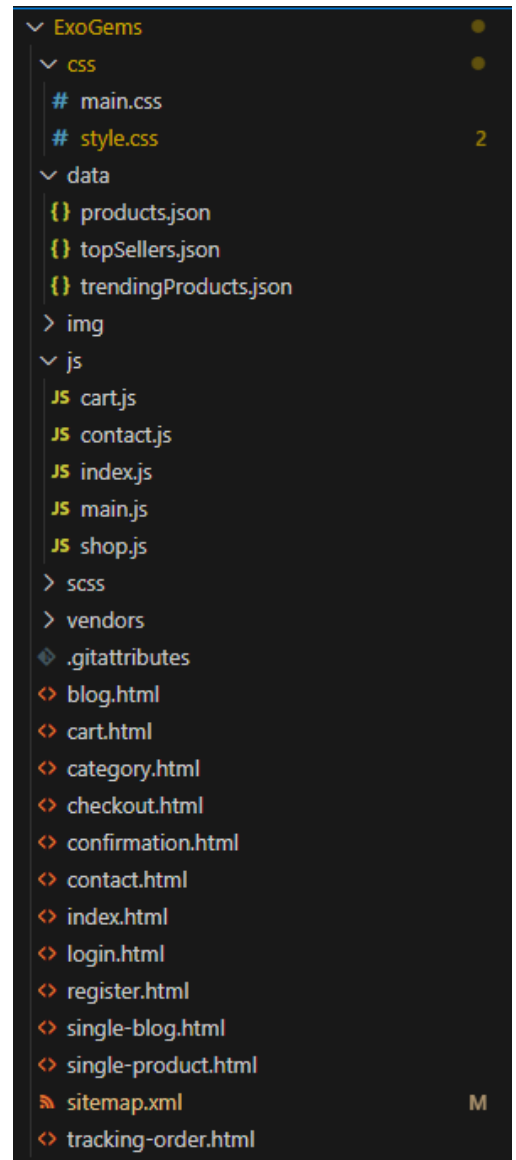 ExoGems
css
# main.css
# style.css 2
data
{} products.json
{} topSellers.json
{} trendingProducts.json
img
js
JS cart.js
JS contact.js
JS index.js
JS main.js
JS shop.js
scss
vendors
.gitattributes
<> blog.html
<> cart.html
<> category.html
<> checkout.html
<> confirmation.html
<> contact.html
<> index.html
<> login.html
<> register.html
<> single-blog.html
<> single-product.html
sitemap.xml M
<> tracking-order.html